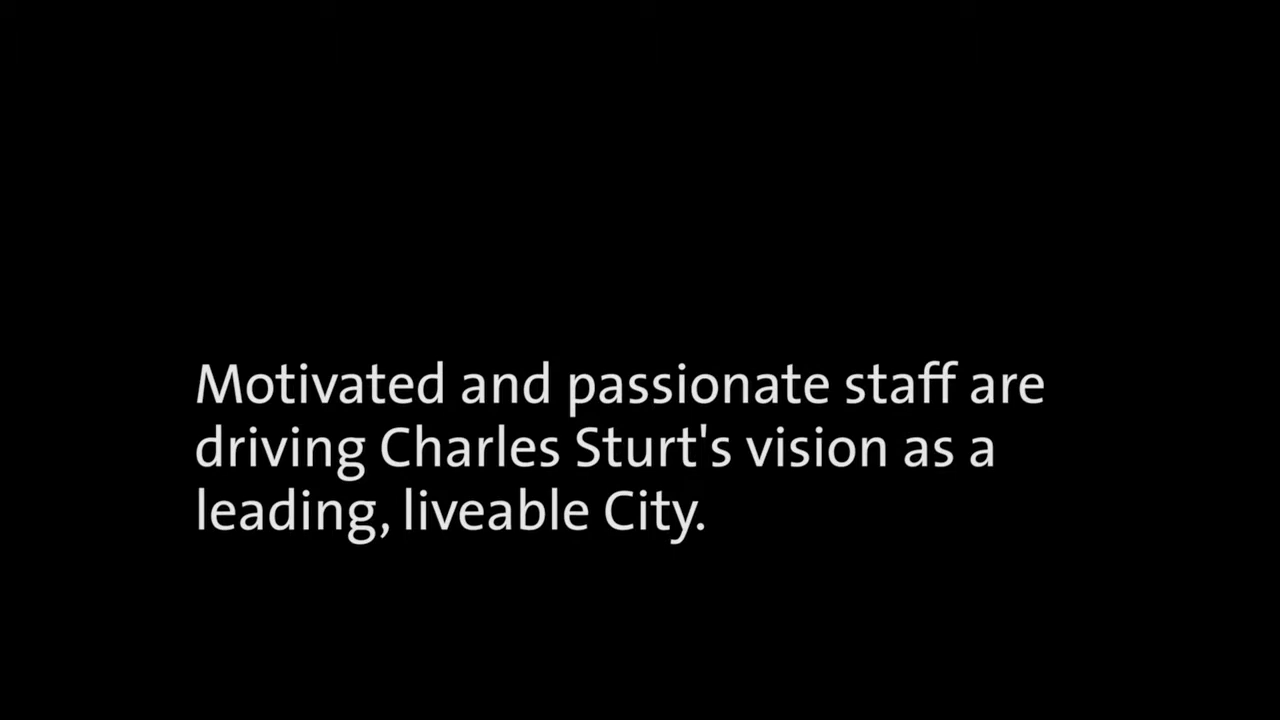 Motivated and passionate staff are
driving Charles Sturt's vision as a
leading, liveable City.